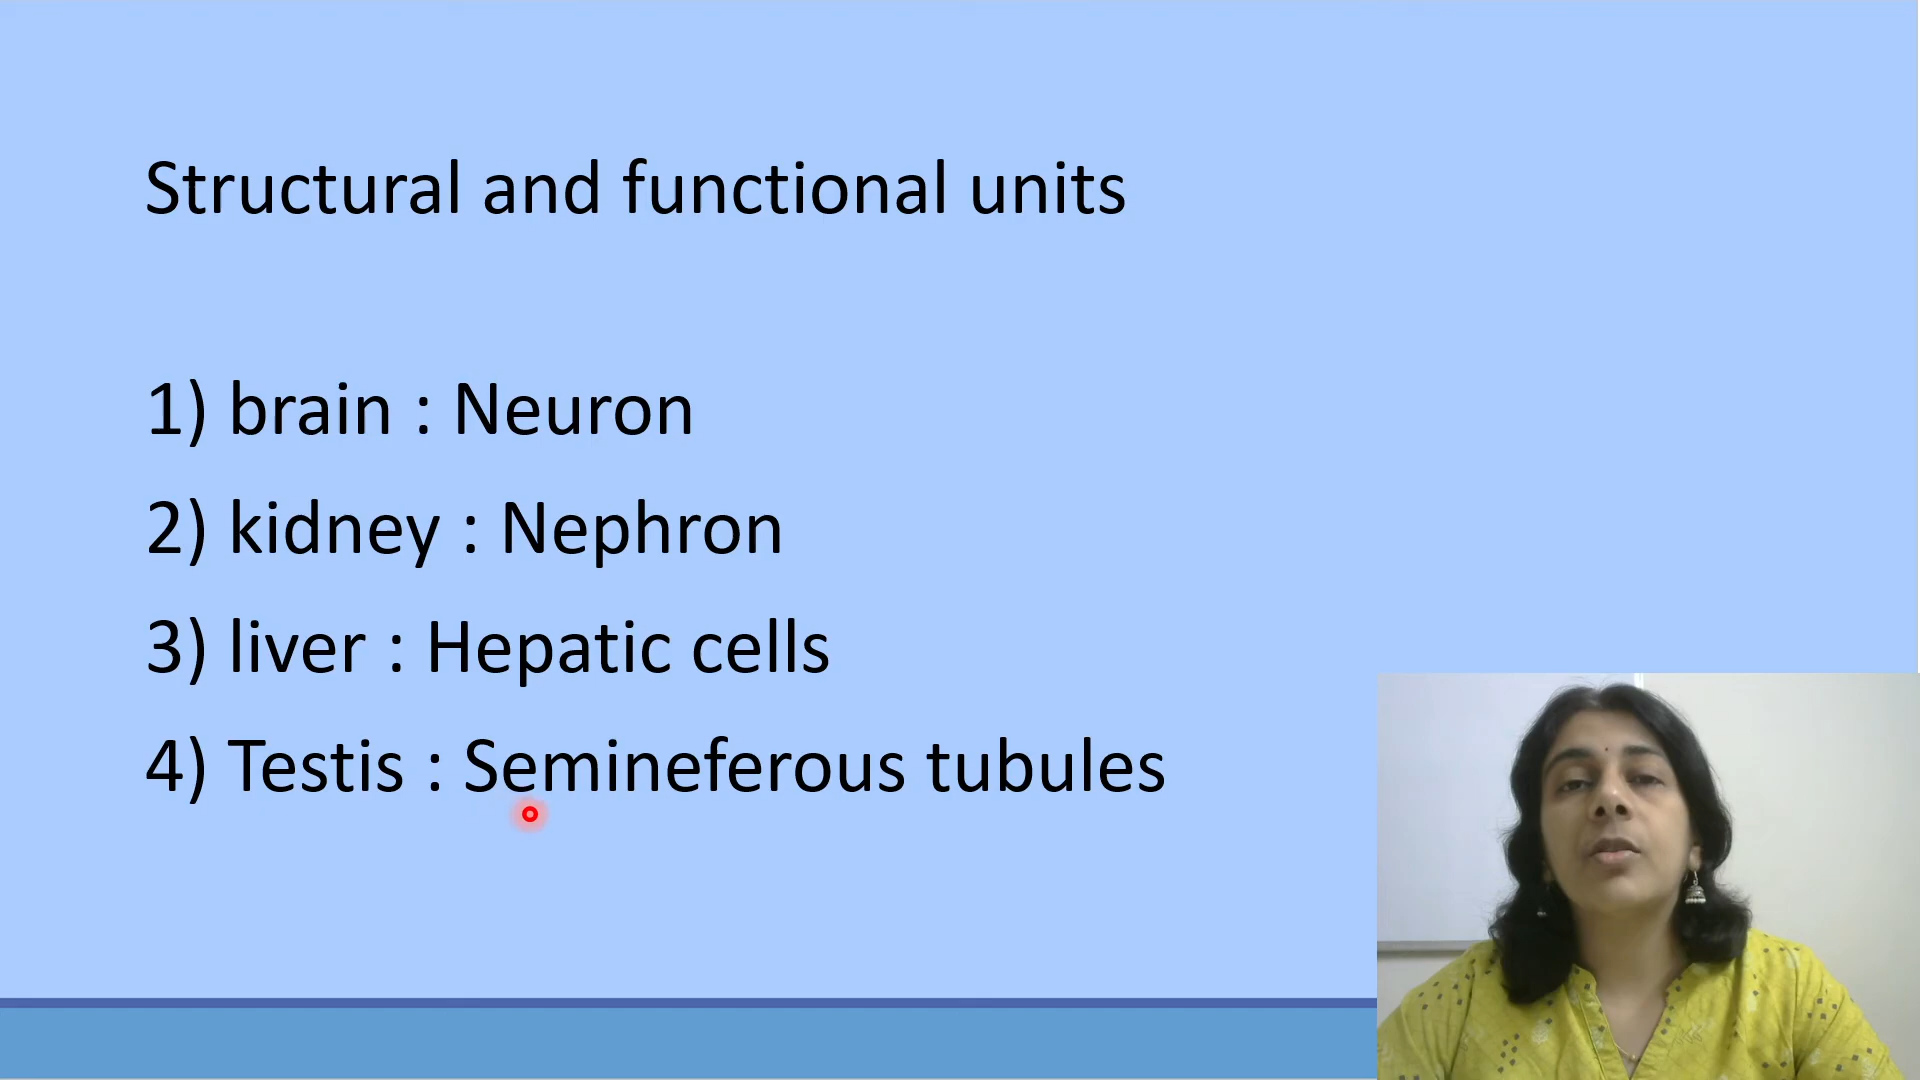 Structural and functional units
1) brain : Neuron
2) kidney : Nephron
3) liver : Hepatic cells
4) Testis : Semineferous tubules